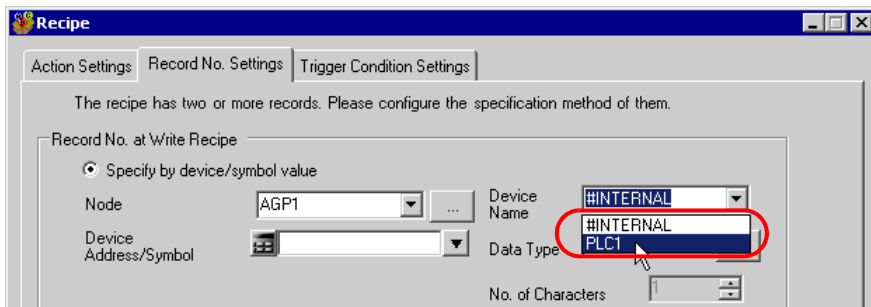 Recipe
Action Settings Record No. Settings Trigger Condition Settings
The recipe has two or more records. Please configure the specification method of them.
Record No. at Write Recipe
Specify by device/symbol value
Node AGP1 ... Device Name #INTERNAL
#INTERNAL
Device Address/Symbol Data Type PLC1
No. of Characters 1